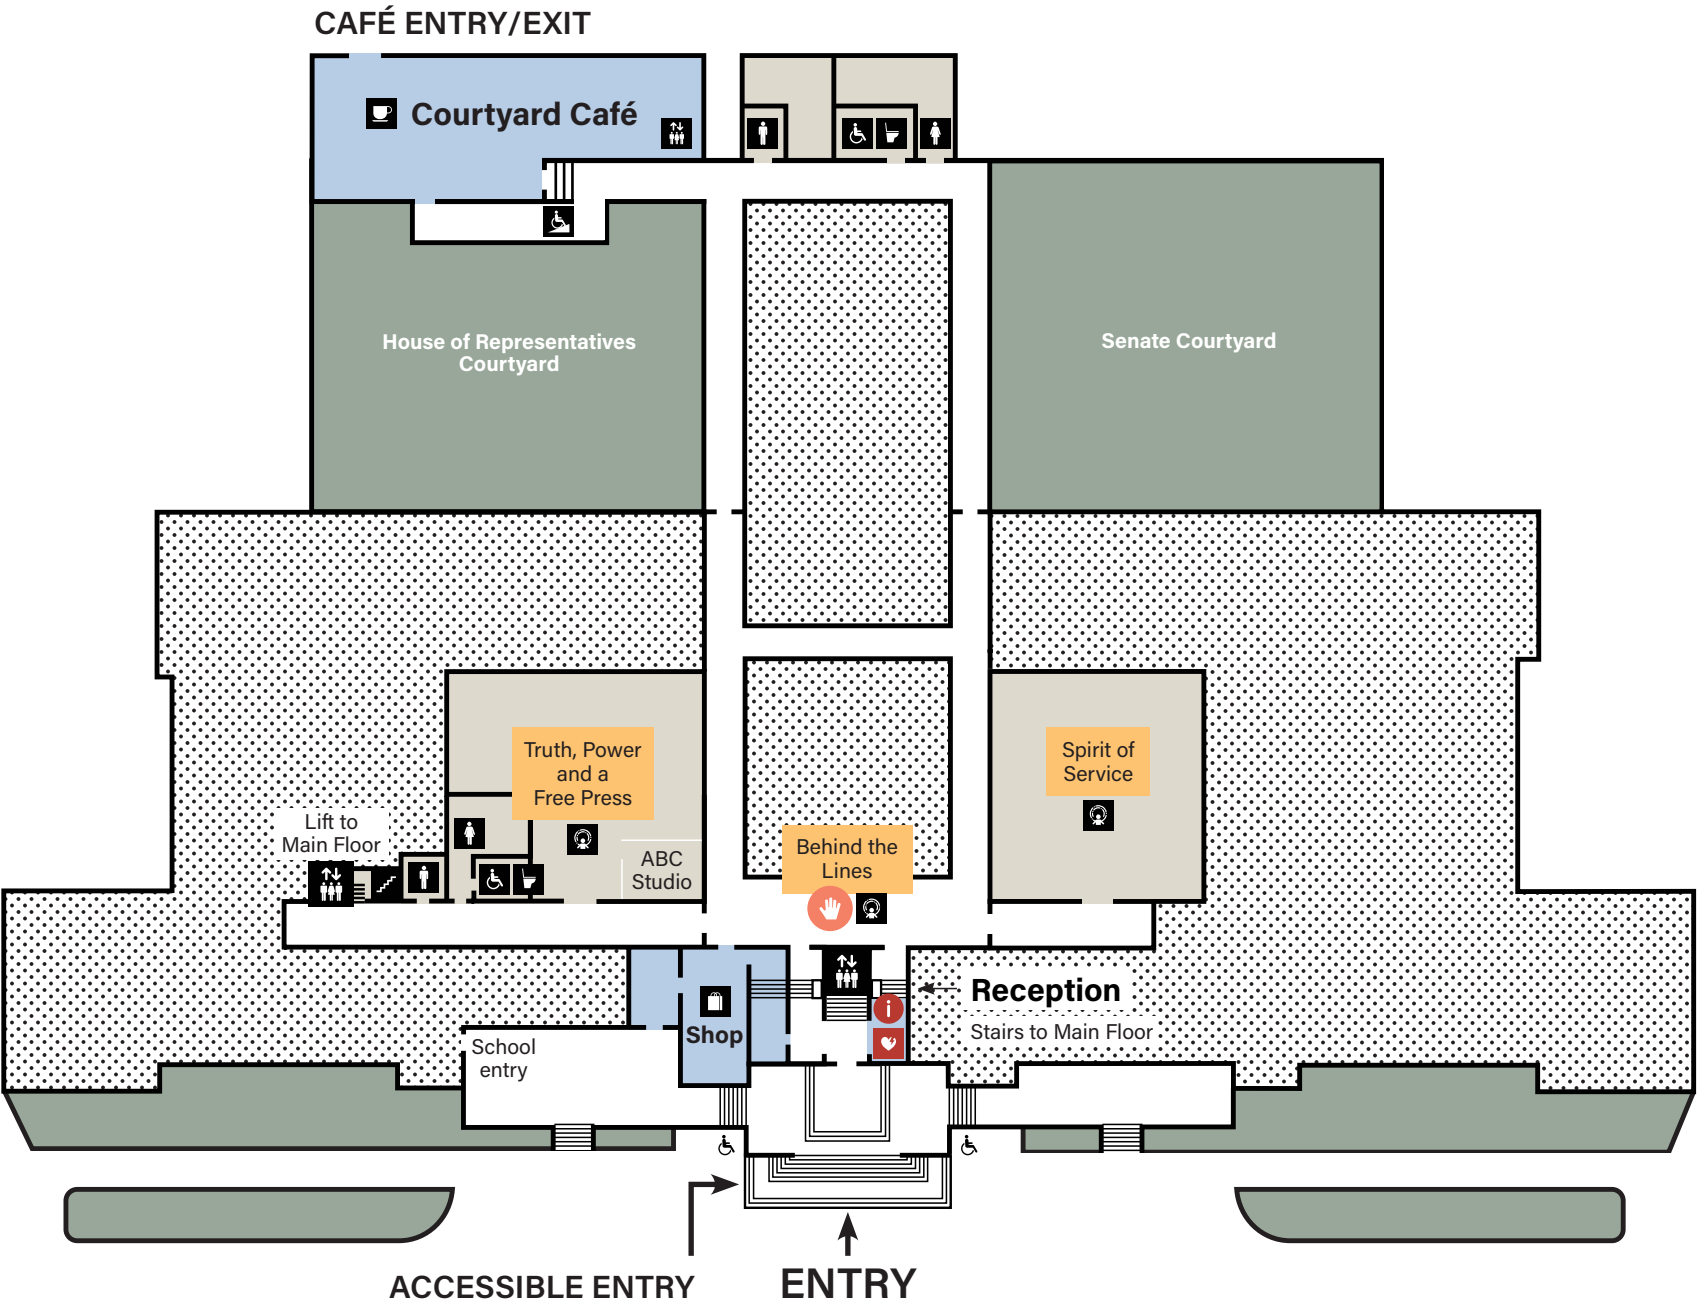 CAFÉ ENTRY/EXIT
Courtyard Café
House of Representatives
Courtyard
Senate Courtyard
Truth, Power
and a
Free Press
Spirit of
Service
Lift to
Main Floor
Behind the
Lines
ABC
Studio
Reception
Stairs to Main Floor
Shop
School
entry
ACCESSIBLE ENTRY
ENTRY